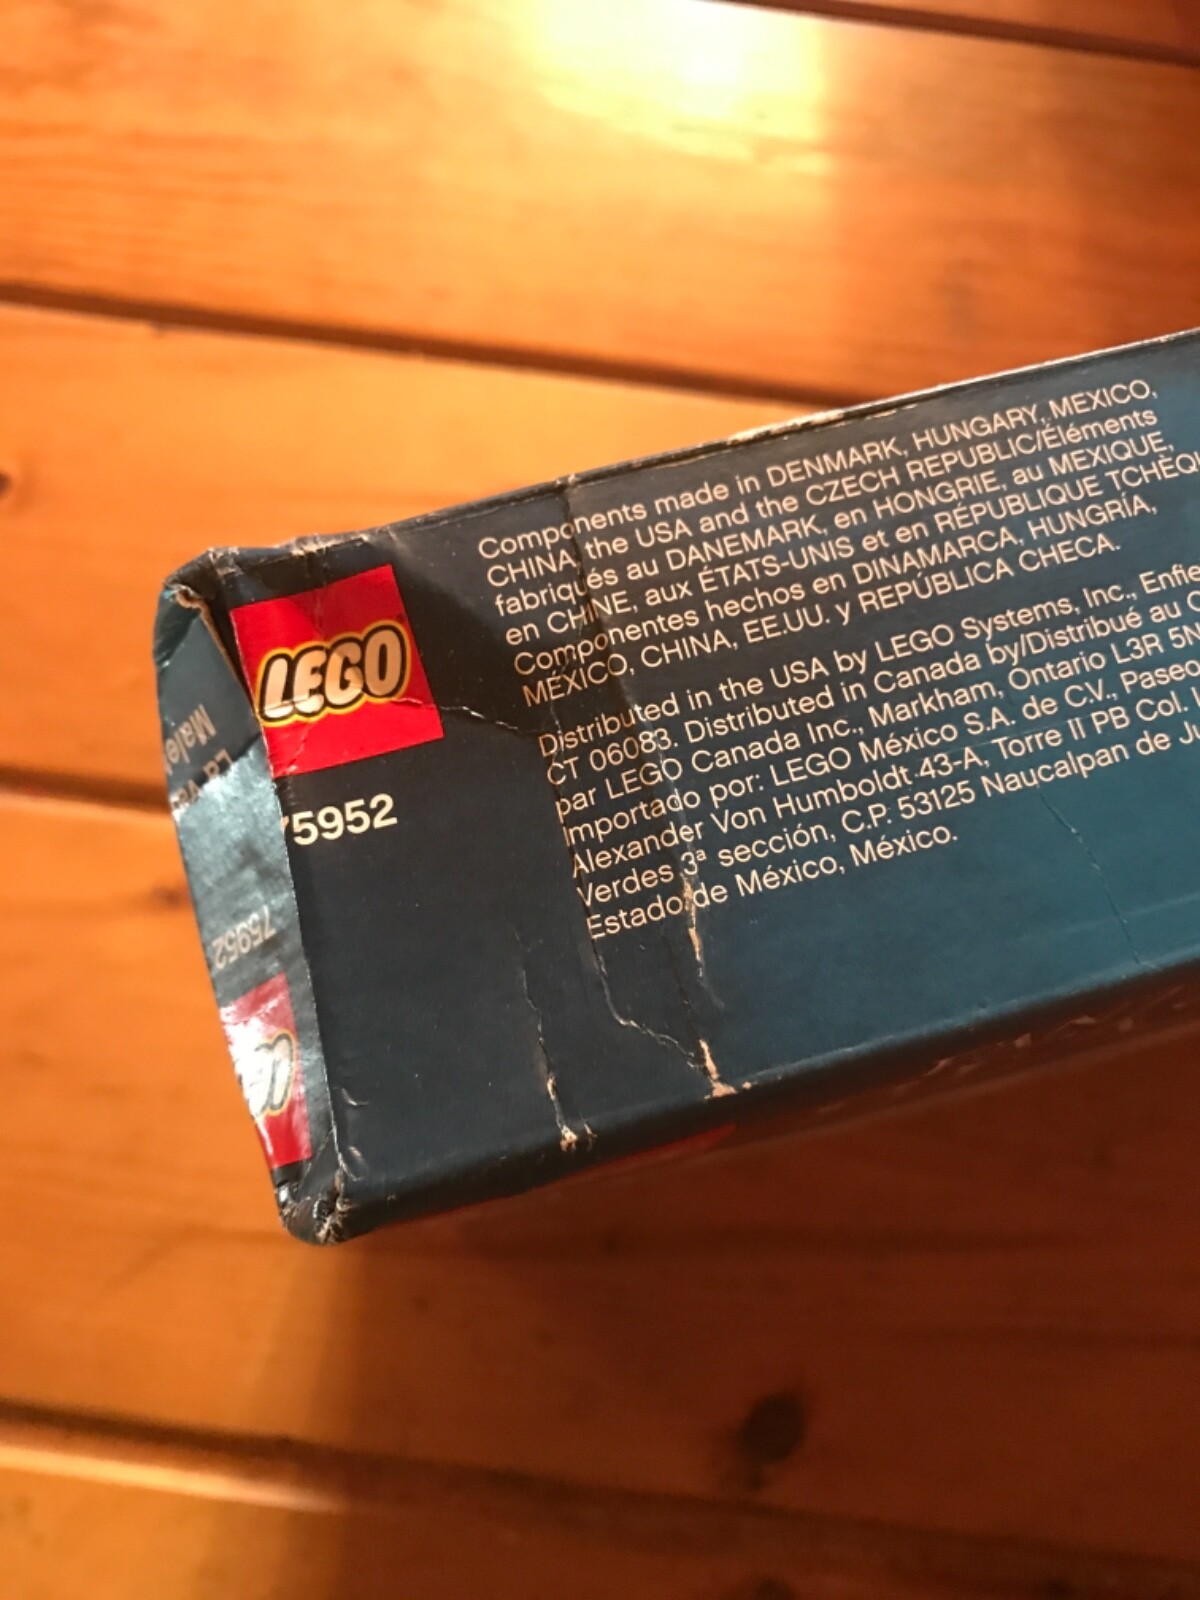 LEGO
75952
Components made in DENMARK, HUNGARY, MEXICO,
CHINA, the USA and the CZECH REPUBLIC/Éléments
fabriqués au DANEMARK, en HONGRIE, au MEXIQUE,
en CHINE, aux ÉTATS-UNIS et en RÉPUBLIQUE TCHÈQU
Componentes hechos en DINAMARCA, HUNGRÍA,
MÉXICO, CHINA, EE.UU. y REPÚBLICA CHECA.
Distributed in the USA by LEGO Systems, Inc., Enfie
CT 06083. Distributed in Canada by/Distribué au C
par LEGO Canada Inc., Markham, Ontario L3R 5N
Importado por: LEGO México S.A. de C.V., Paseo
Alexander Von Humboldt 43-A, Torre II PB Col.
Verdes 3ª sección, C.P. 53125 Naucalpan de Ju
Estado de México, México.
Male
75952
LE